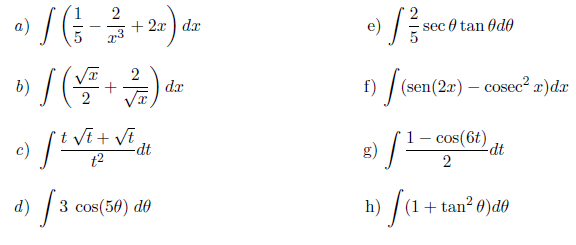 a) ∫ (1/5 − 2/x³ + 2x) dx
b) ∫ (√x/2 + 2/√x) dx
c) ∫ (t √t + √t)/t² dt
d) ∫ 3 cos(5θ) dθ
e) ∫ 2/5 sec θ tan θdθ
f) ∫ (sen(2x) − cosec² x)dx
g) ∫ (1 − cos(6t))/2 dt
h) ∫ (1 + tan² θ)dθ